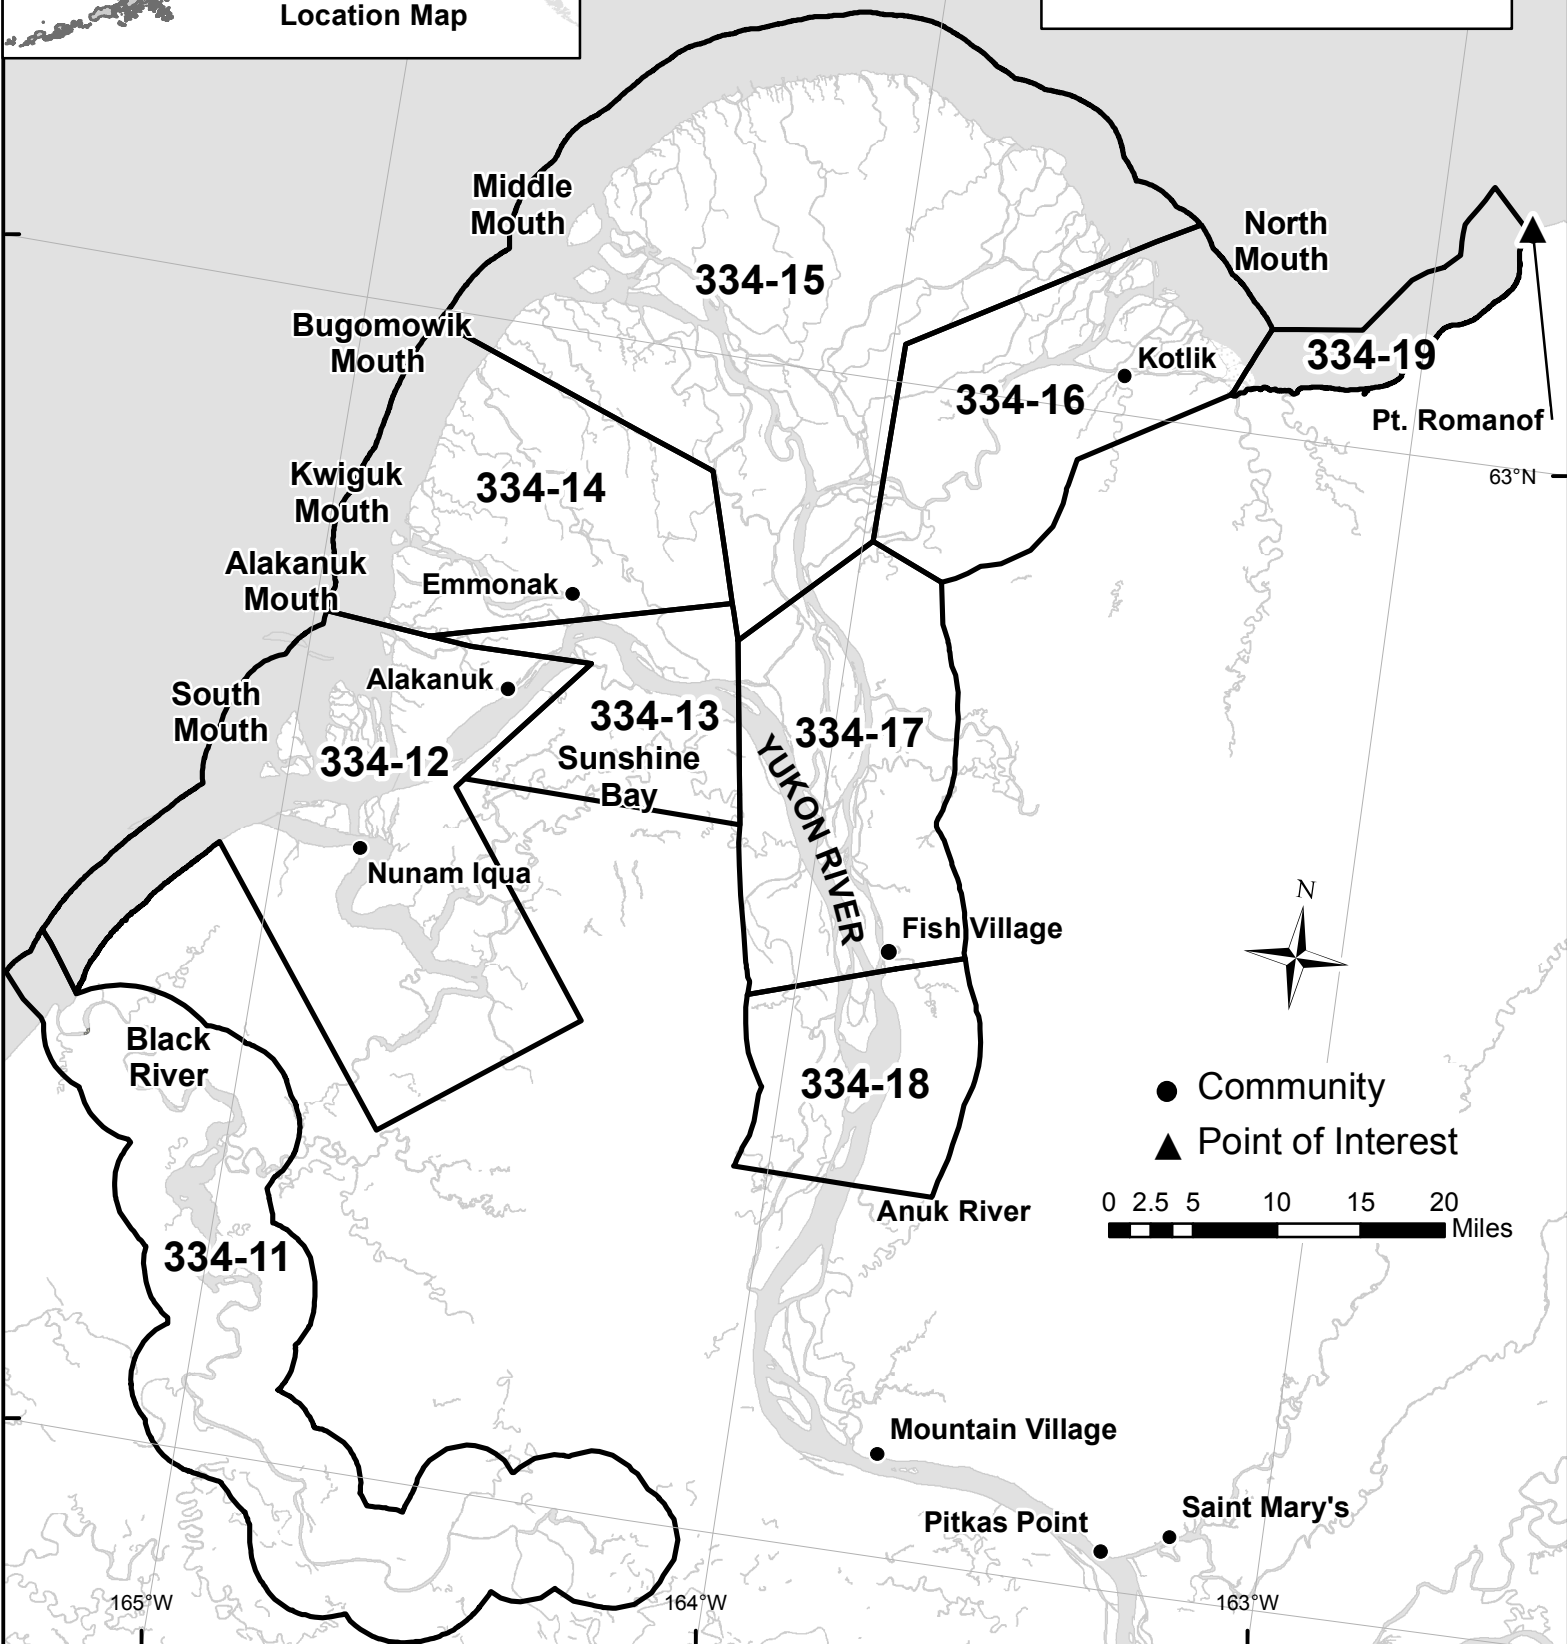 Location Map
Middle
Mouth
North
Mouth
334-15
Bugomowik
Mouth
Kotlik
334-19
334-16
Pt. Romanof
63°N
Kwiguk
Mouth
334-14
Alakanuk
Mouth
Emmonak
Alakanuk
South
Mouth
334-13
Sunshine
Bay
334-17
334-12
YUKON RIVER
Nunam Iqua
Fish Village
N
Black
River
334-18
Community
Point of Interest
0 2.5 5 10 15 20
Miles
Anuk River
334-11
Mountain Village
Saint Mary's
Pitkas Point
165°W
164°W
163°W